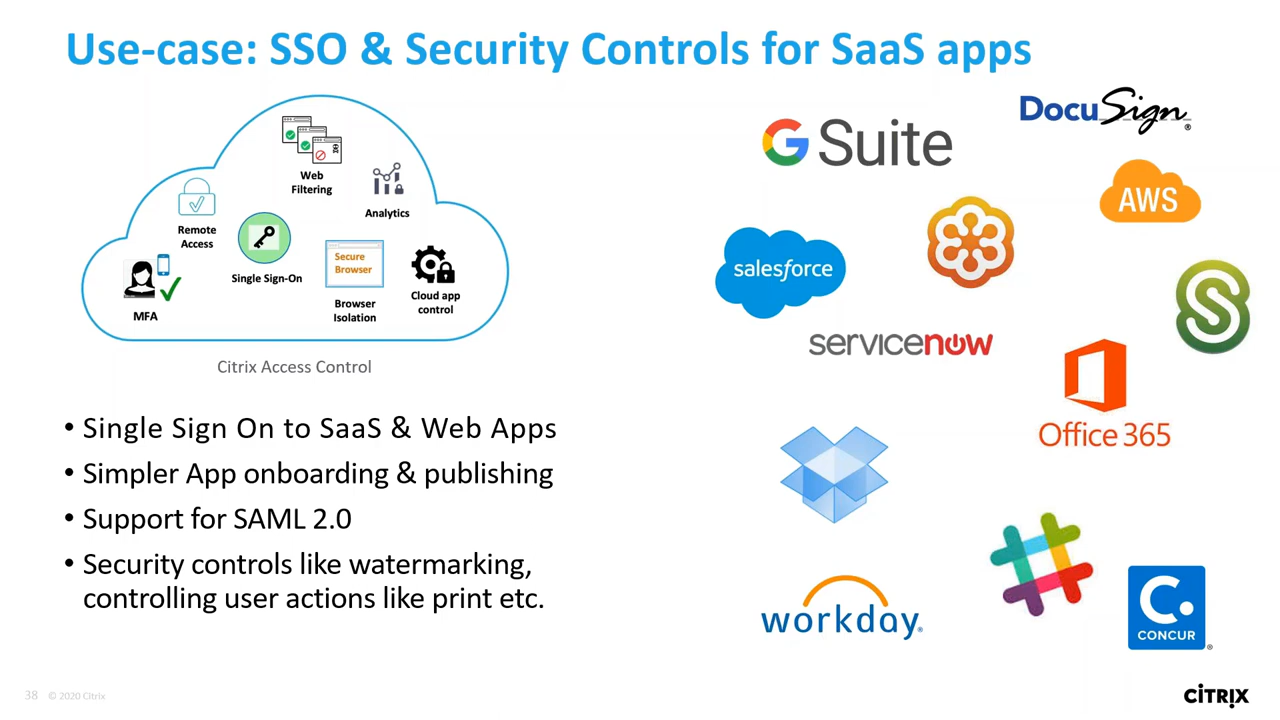 Use-case: SSO & Security Controls for SaaS apps
Web
Filtering
Analytics
Remote
Access
Single Sign-On
Secure
Browser
Browser
Isolation
Cloud app
control
MFA
Citrix Access Control
• Single Sign On to SaaS & Web Apps
• Simpler App onboarding & publishing
• Support for SAML 2.0
• Security controls like watermarking,
controlling user actions like print etc.
DocuSign®
G Suite
AWS
salesforce
servicenow
Office 365
workday®
C.
CONCUR®
38 © 2020 Citrix
CITRIX